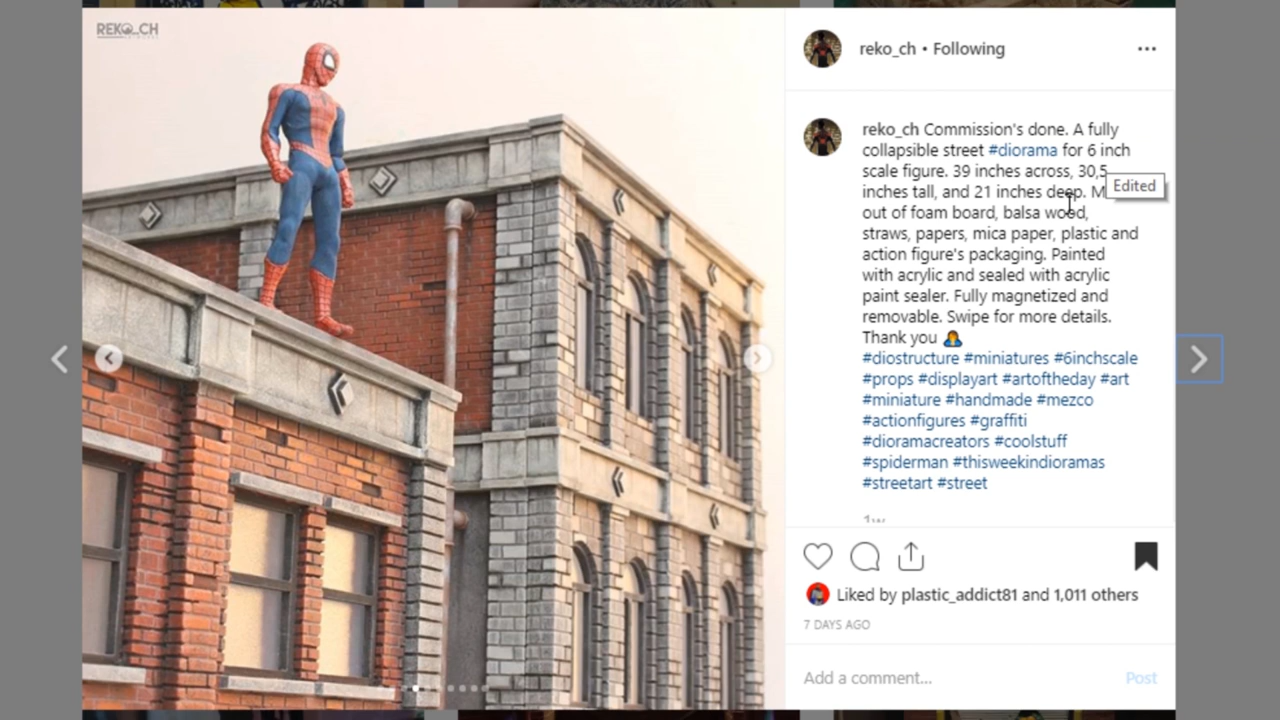 REKO_CH
reko_ch • Following
reko_ch Commission's done. A fully
collapsible street #diorama for 6 inch
scale figure. 39 inches across, 30,5
inches tall, and 21 inches deep. M
Edited
out of foam board, balsa wood,
straws, papers, mica paper, plastic and
action figure's packaging. Painted
with acrylic and sealed with acrylic
paint sealer. Fully magnetized and
removable. Swipe for more details.
Thank you 🙇‍♂️
#diostructure #miniatures #6inchscale
#props #displayart #artoftheday #art
#miniature #handmade #mezco
#actionfigures #graffiti
#dioramacreators #coolstuff
#spiderman #thisweekindioramas
#streetart #street
1w
Liked by plastic_addict81 and 1,011 others
7 DAYS AGO
Add a comment...
Post